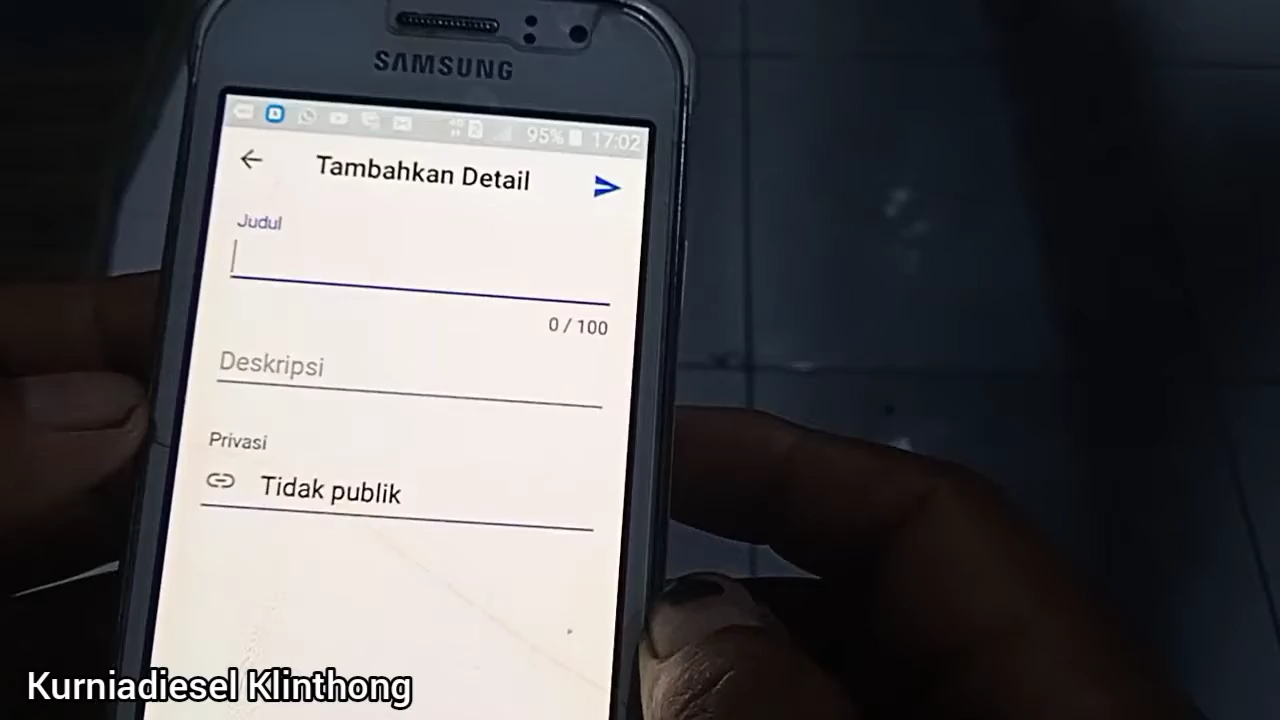 SAMSUNG
95% 17:02
Tambahkan Detail
Judul
0 / 100
Deskripsi
Privasi
Tidak publik
Kurniadiesel Klinthong